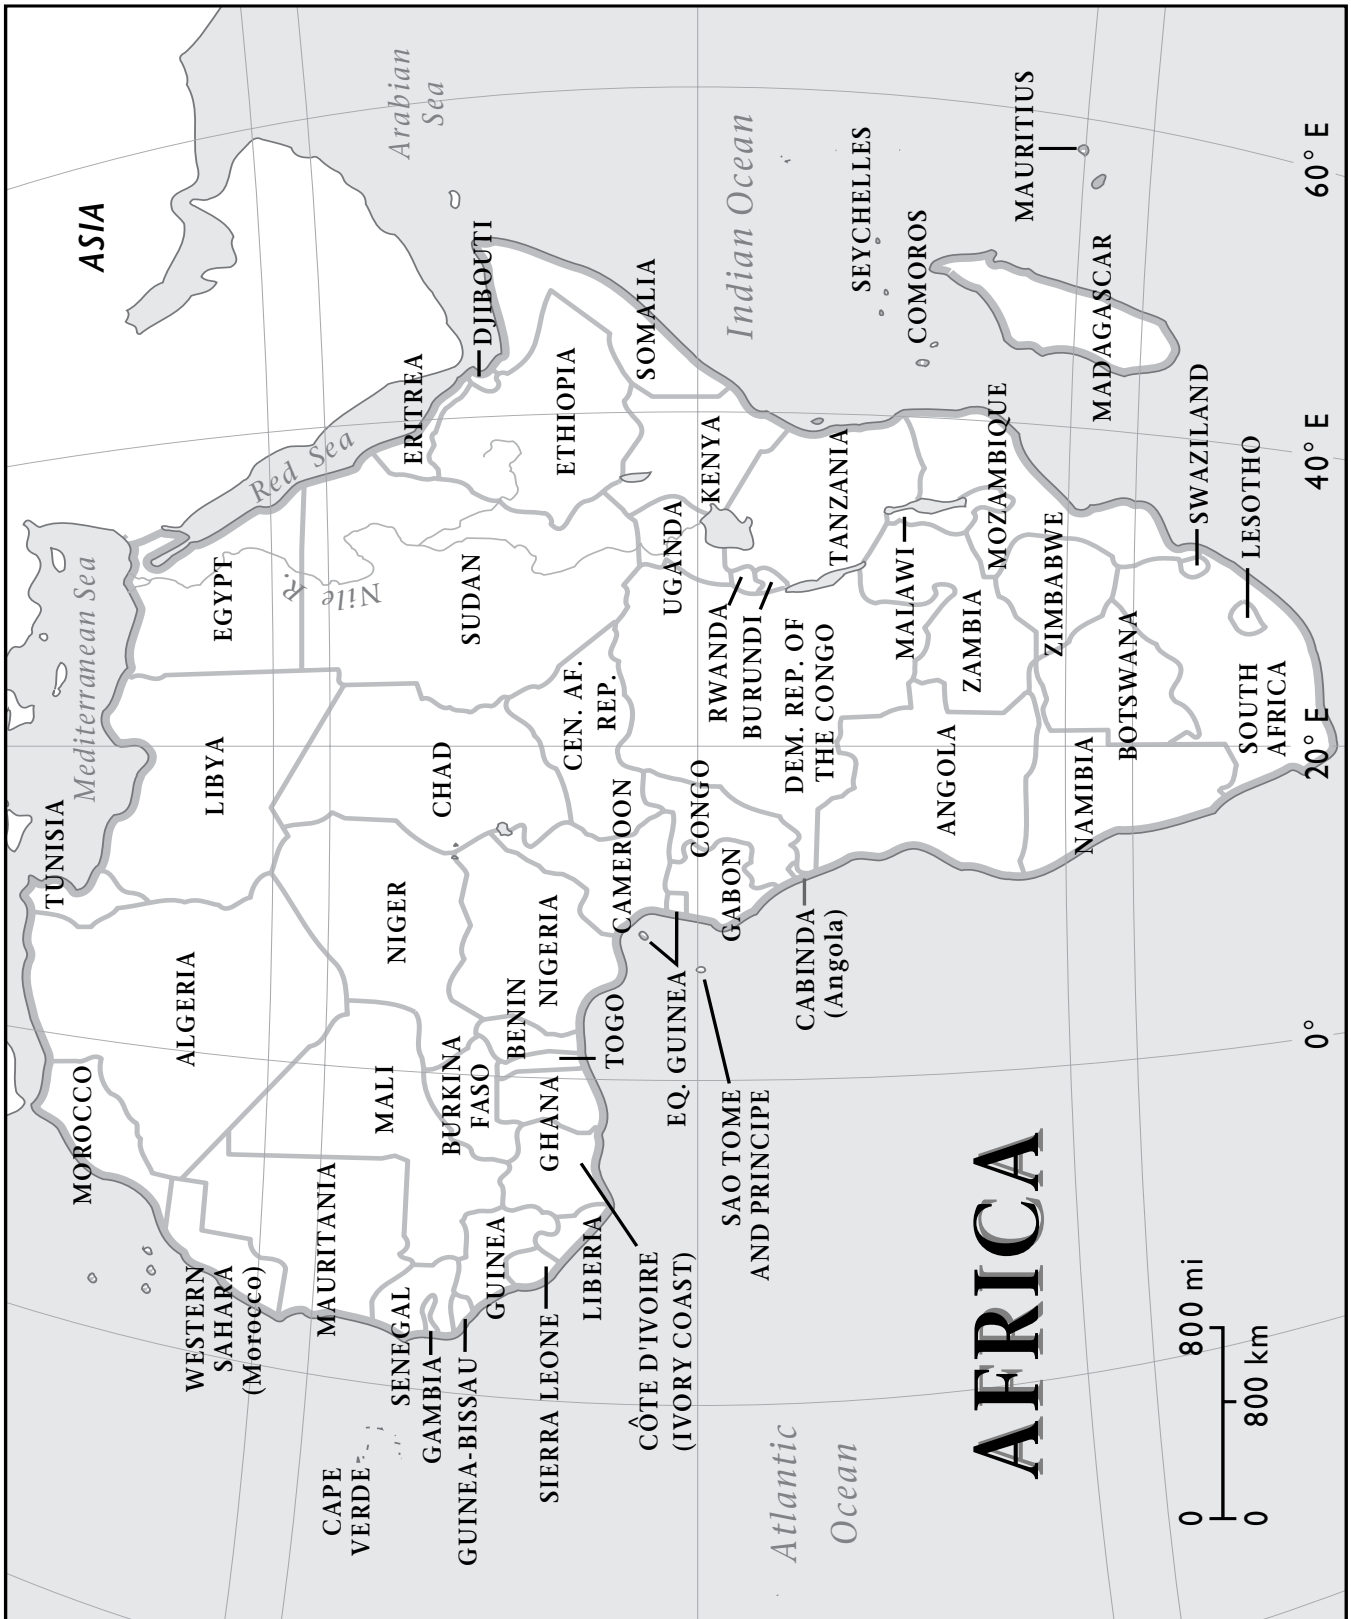 ASIA
Arabian
Sea
Mediterranean Sea
Red Sea
Nile R.
Indian Ocean
Atlantic
Ocean
TUNISIA
MOROCCO
ALGERIA
LIBYA
EGYPT
WESTERN
SAHARA
(Morocco)
MAURITANIA
MALI
NIGER
CHAD
SUDAN
ERITREA
DJIBOUTI
CAPE
VERDE
SENEGAL
GAMBIA
GUINEA-BISSAU
GUINEA
SIERRA LEONE
LIBERIA
CÔTE D'IVOIRE
(IVORY COAST)
BURKINA
FASO
GHANA
TOGO
BENIN
NIGERIA
CAMEROON
CEN. AF.
REP.
ETHIOPIA
SOMALIA
EQ. GUINEA
SAO TOME
AND PRINCIPE
GABON
CONGO
CABINDA
(Angola)
DEM. REP. OF
THE CONGO
UGANDA
KENYA
RWANDA
BURUNDI
TANZANIA
SEYCHELLES
COMOROS
ANGOLA
ZAMBIA
MALAWI
MOZAMBIQUE
MAURITIUS
MADAGASCAR
NAMIBIA
BOTSWANA
ZIMBABWE
SWAZILAND
LESOTHO
SOUTH
AFRICA
AFRICA
0
800 mi
0
800 km
0°
20° E
40° E
60° E